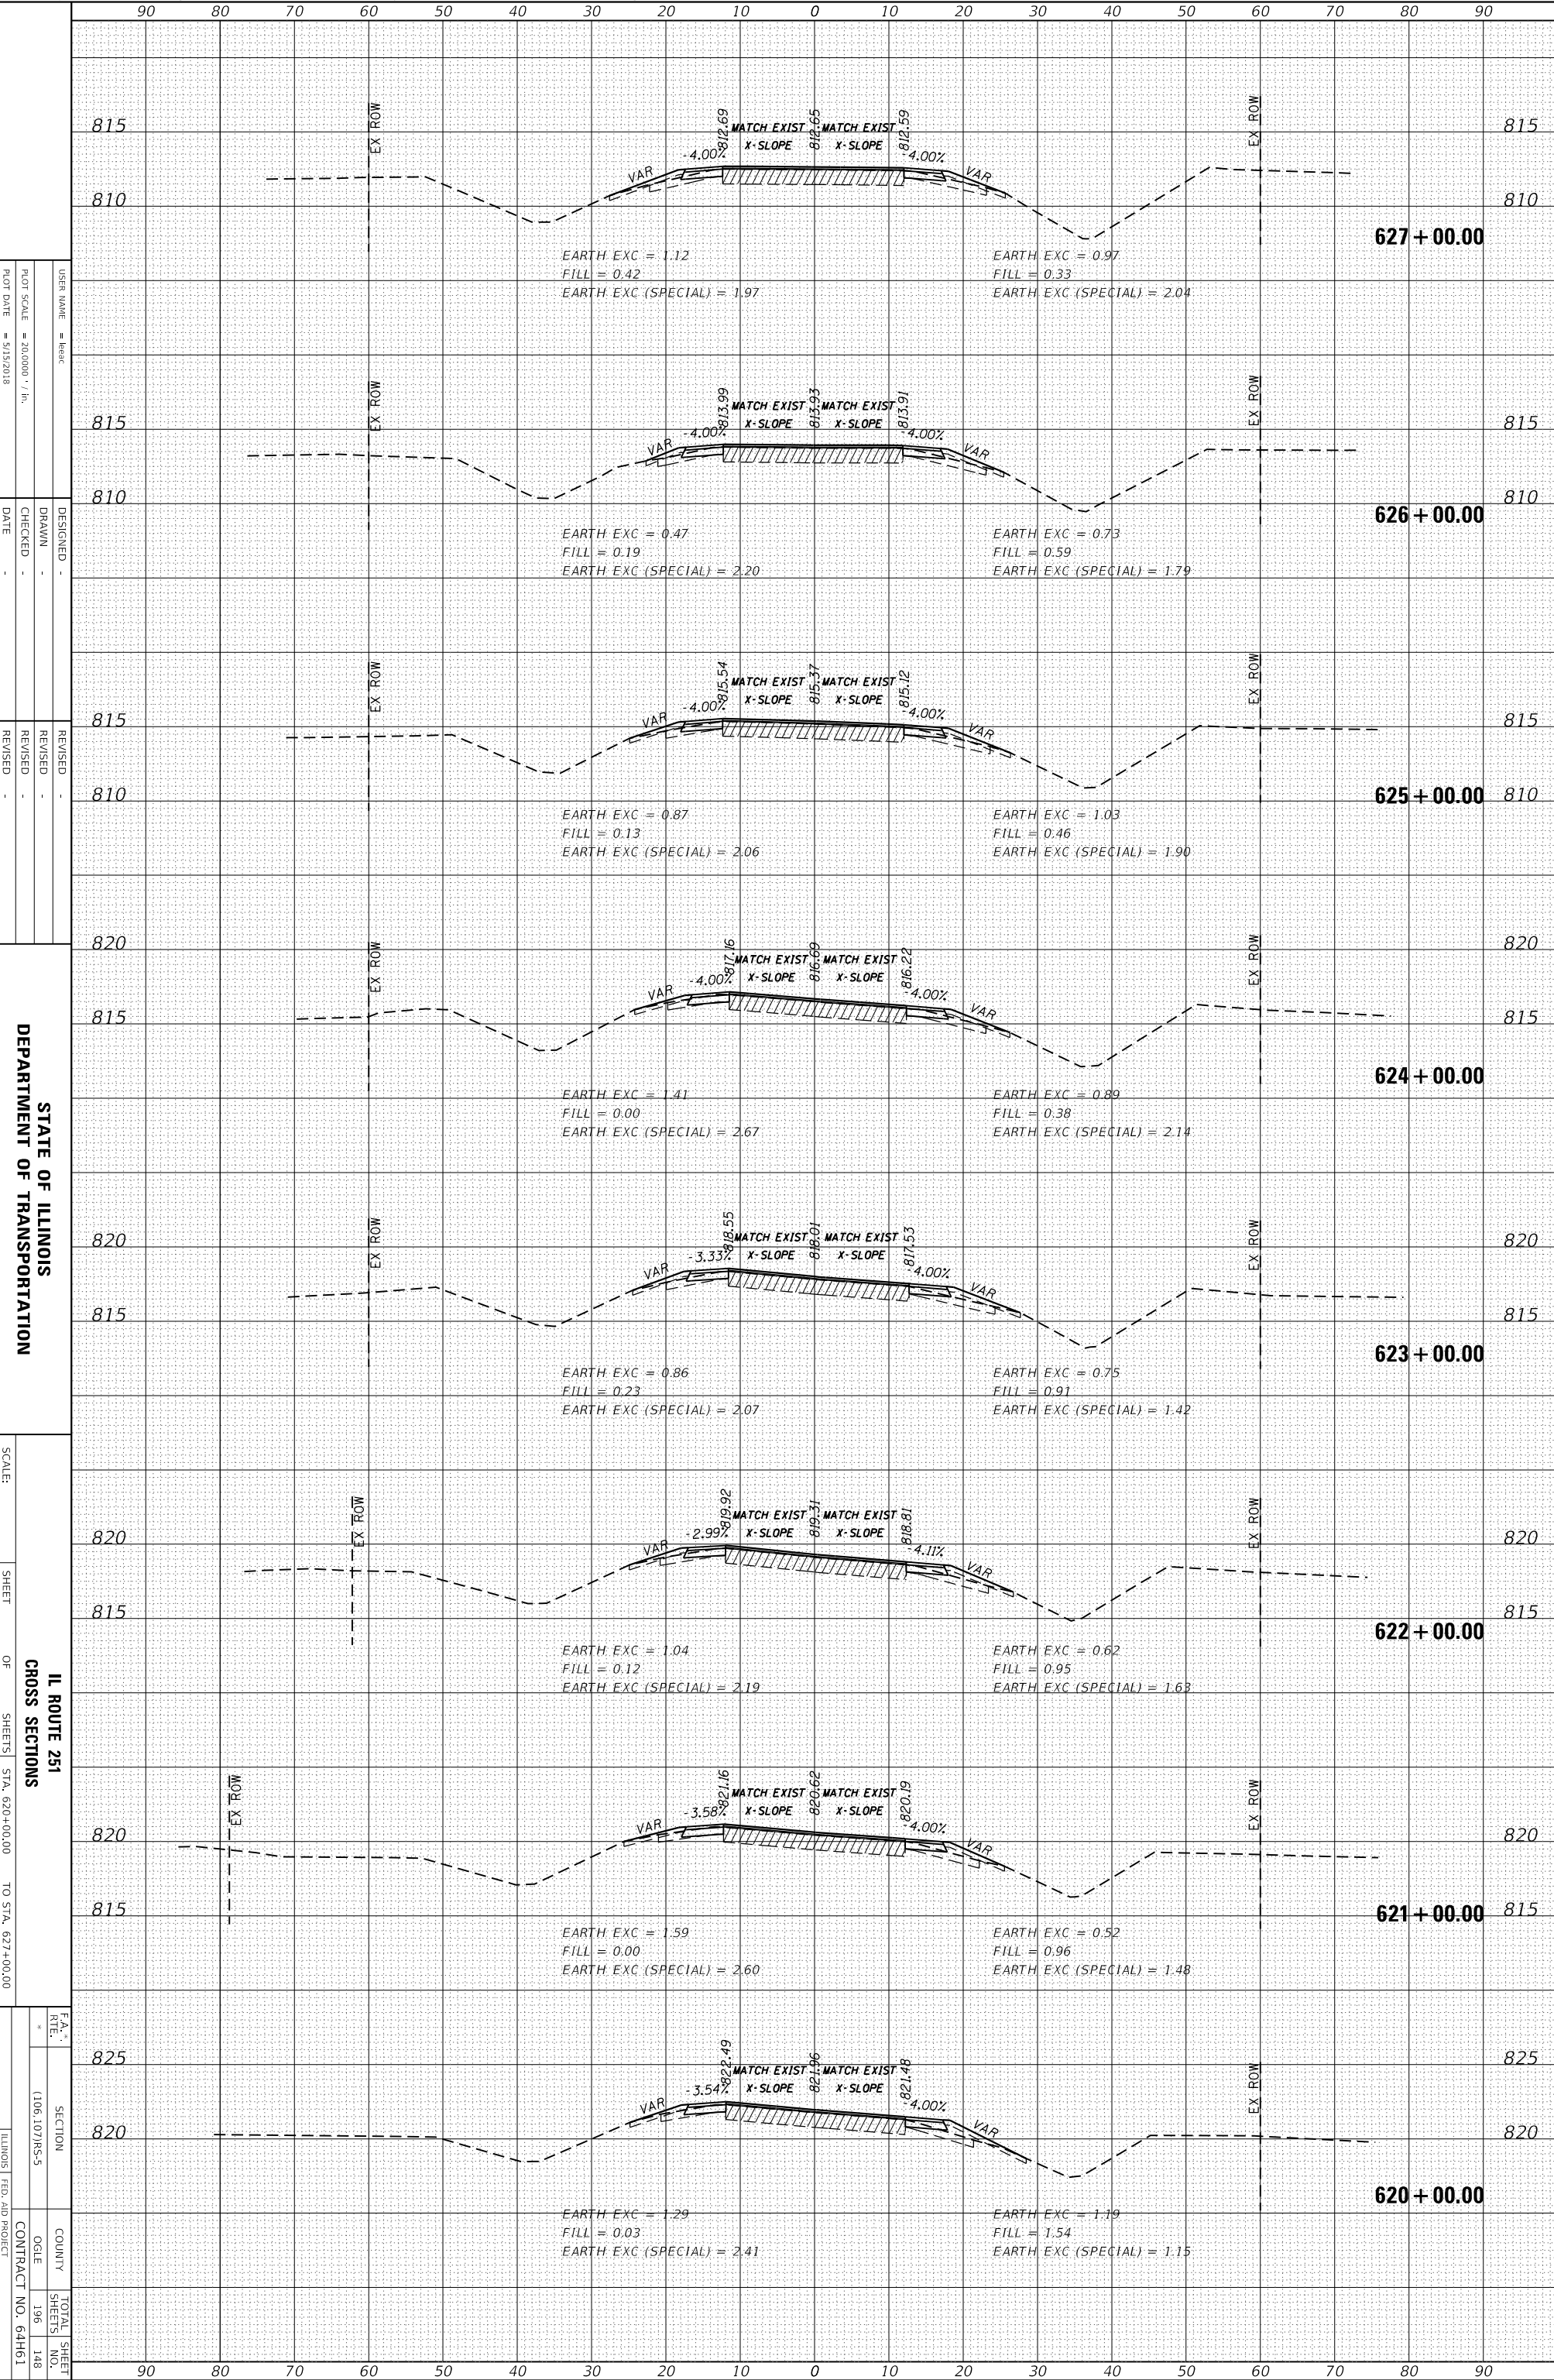 90 80 70 60 50 40 30 20 10 0 10 20 30 40 50 60 70 80 90
EX ROW
EX ROW
812.69 812.65 812.59
815 MATCH EXIST MATCH EXIST 815
X-SLOPE X-SLOPE
-4.00% -4.00%
VAR VAR
810 810
627+00.00
EARTH EXC = 1.12 EARTH EXC = 0.97
FILL = 0.42 FILL = 0.33
EARTH EXC (SPECIAL) = 1.97 EARTH EXC (SPECIAL) = 2.04
EX ROW
EX ROW
813.99 813.93 813.91
MATCH EXIST MATCH EXIST
815 X-SLOPE X-SLOPE 815
-4.00% -4.00%
VAR VAR
810 810
626+00.00
EARTH EXC = 0.47 EARTH EXC = 0.73
FILL = 0.19 FILL = 0.59
EARTH EXC (SPECIAL) = 2.20 EARTH EXC (SPECIAL) = 1.79
EX ROW
EX ROW
815.54 815.37 815.12
MATCH EXIST MATCH EXIST
X-SLOPE X-SLOPE
-4.00% -4.00%
815 VAR VAR 815
810 625+00.00 810
EARTH EXC = 0.87 EARTH EXC = 1.03
FILL = 0.13 FILL = 0.46
EARTH EXC (SPECIAL) = 2.06 EARTH EXC (SPECIAL) = 1.90
820 820
EX ROW
EX ROW
817.16 816.69 816.22
MATCH EXIST MATCH EXIST
X-SLOPE X-SLOPE
-4.00% -4.00%
VAR VAR
815 815
624+00.00
EARTH EXC = 1.41 EARTH EXC = 0.89
FILL = 0.00 FILL = 0.38
EARTH EXC (SPECIAL) = 2.67 EARTH EXC (SPECIAL) = 2.14
EX ROW
EX ROW
818.55 818.01 817.53
820 MATCH EXIST MATCH EXIST 820
X-SLOPE X-SLOPE
-3.33% -4.00%
VAR VAR
815 815
623+00.00
EARTH EXC = 0.86 EARTH EXC = 0.75
FILL = 0.23 FILL = 0.91
EARTH EXC (SPECIAL) = 2.07 EARTH EXC (SPECIAL) = 1.42
EX ROW
EX ROW
819.92 819.31 818.81
MATCH EXIST MATCH EXIST
820 X-SLOPE X-SLOPE 820
-2.99% -4.11%
VAR VAR
815 815
622+00.00
EARTH EXC = 1.04 EARTH EXC = 0.62
FILL = 0.12 FILL = 0.95
EARTH EXC (SPECIAL) = 2.19 EARTH EXC (SPECIAL) = 1.63
EX ROW
EX ROW
821.16 820.62 820.19
MATCH EXIST MATCH EXIST
X-SLOPE X-SLOPE
-3.58% -4.00%
820 VAR VAR 820
815 621+00.00 815
EARTH EXC = 1.59 EARTH EXC = 0.52
FILL = 0.00 FILL = 0.96
EARTH EXC (SPECIAL) = 2.60 EARTH EXC (SPECIAL) = 1.48
825 825
EX ROW
822.49 821.96 821.48
MATCH EXIST MATCH EXIST
X-SLOPE X-SLOPE
-3.54% -4.00%
VAR VAR
820 820
620+00.00
EARTH EXC = 1.29 EARTH EXC = 1.19
FILL = 0.03 FILL = 1.54
EARTH EXC (SPECIAL) = 2.41 EARTH EXC (SPECIAL) = 1.15
90 80 70 60 50 40 30 20 10 0 10 20 30 40 50 60 70 80 90
USER NAME = leeac
PLOT SCALE = 20.0000 ' / in.
PLOT DATE = 5/15/2018
DESIGNED -
DRAWN -
CHECKED -
DATE -
REVISED -
REVISED -
REVISED -
REVISED -
STATE OF ILLINOIS
DEPARTMENT OF TRANSPORTATION
IL ROUTE 251
CROSS SECTIONS
SCALE: SHEET OF SHEETS STA. 620+00.00 TO STA. 627+00.00
F.A. * RTE. SECTION COUNTY TOTAL SHEETS SHEET NO.
* (106,107)RS-5 OGLE 196 148
CONTRACT NO. 64H61
ILLINOIS FED. AID PROJECT